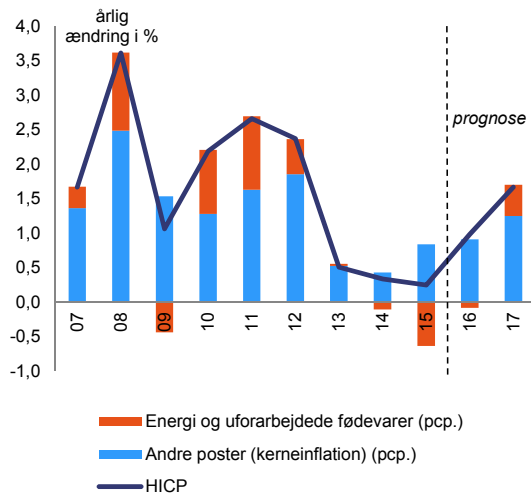 årlig
ændring i %
4,0
3,5
3,0
2,5
2,0
1,5
1,0
0,5
0,0
-0,5
-1,0
prognose
07 08 09 10 11 12 13 14 15 16 17
Energi og uforarbejdede fødevarer (pcp.)
Andre poster (kerneinflation) (pcp.)
HICP